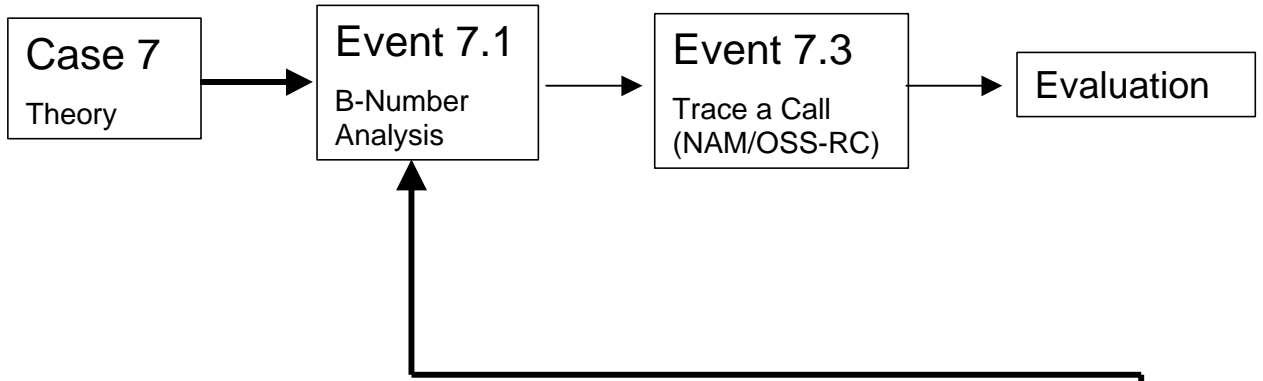 Case 7
Theory
Event 7.1
B-Number
Analysis
Event 7.3
Trace a Call
(NAM/OSS-RC)
Evaluation